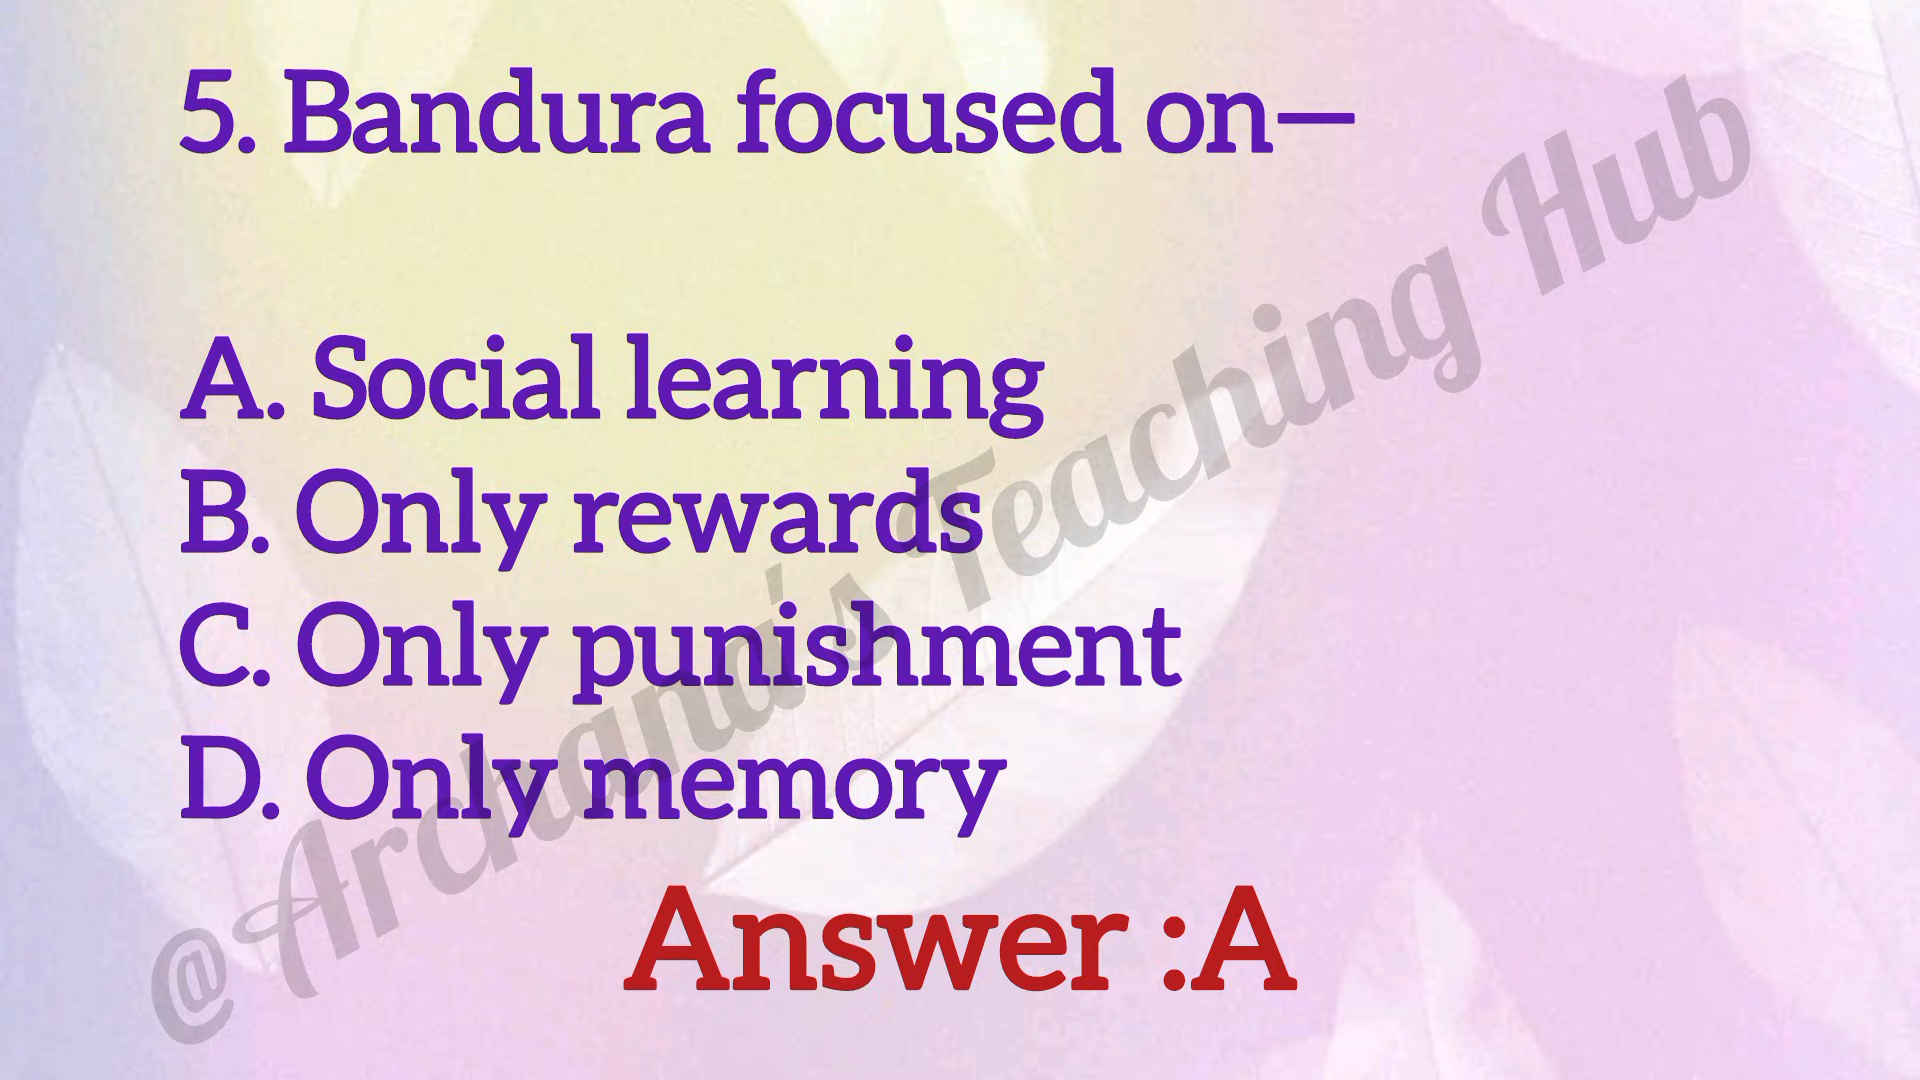 5. Bandura focused on—
A. Social learning
B. Only rewards
C. Only punishment
D. Only memory
Answer :A
@Archana's Teaching Hub